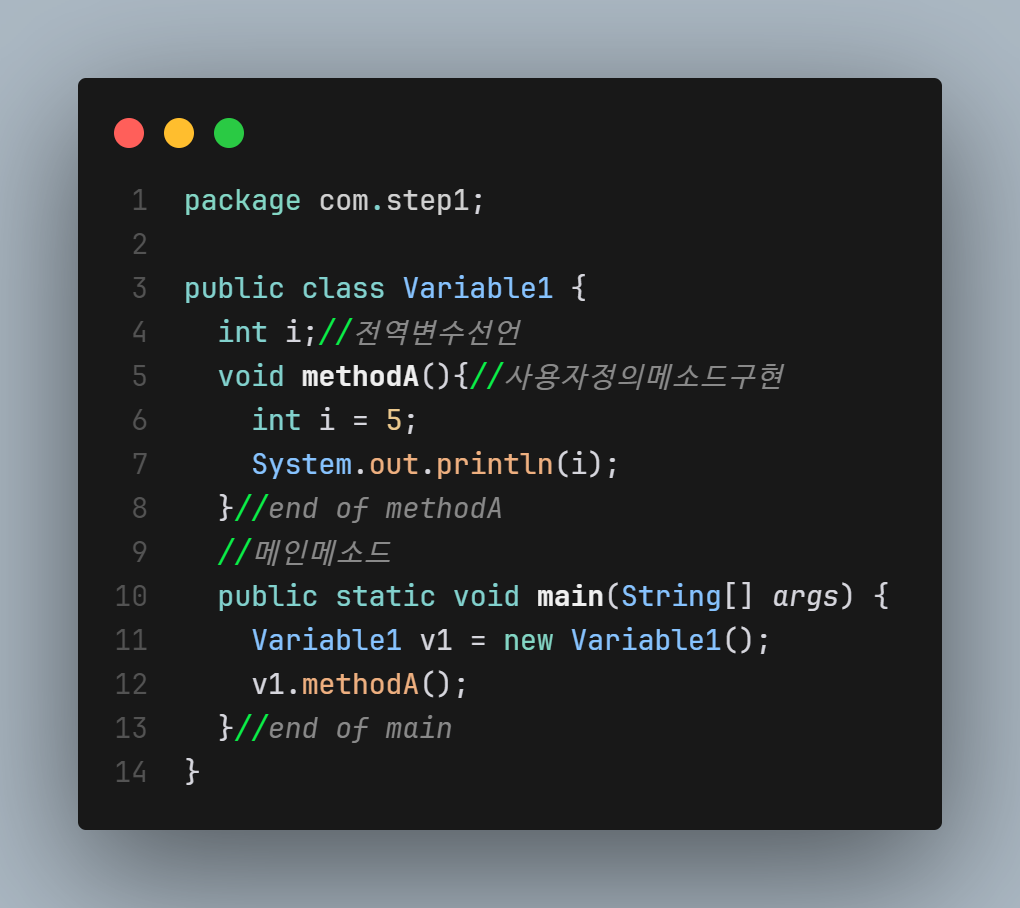 1 package com.step1;
2
3 public class Variable1 {
4   int i;//전역변수선언
5   void methodA(){//사용자정의메소드구현
6     int i = 5;
7     System.out.println(i);
8   }//end of methodA
9   //메인메소드
10   public static void main(String[] args) {
11     Variable1 v1 = new Variable1();
12     v1.methodA();
13   }//end of main
14 }